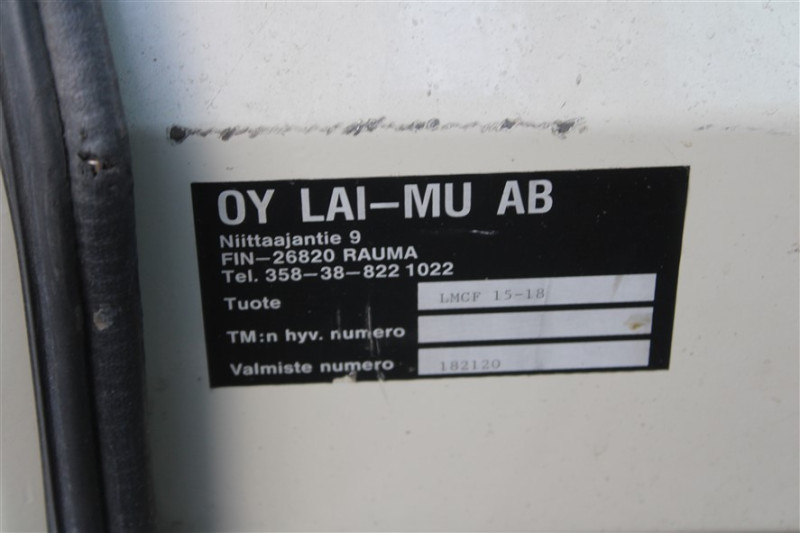 OY LAI-MU AB
Niittaajantie 9
FIN-26820 RAUMA
Tel. 358-38-822 1022
Tuote LMCF 15-18
TM:n hyv. numero
Valmiste numero 182120